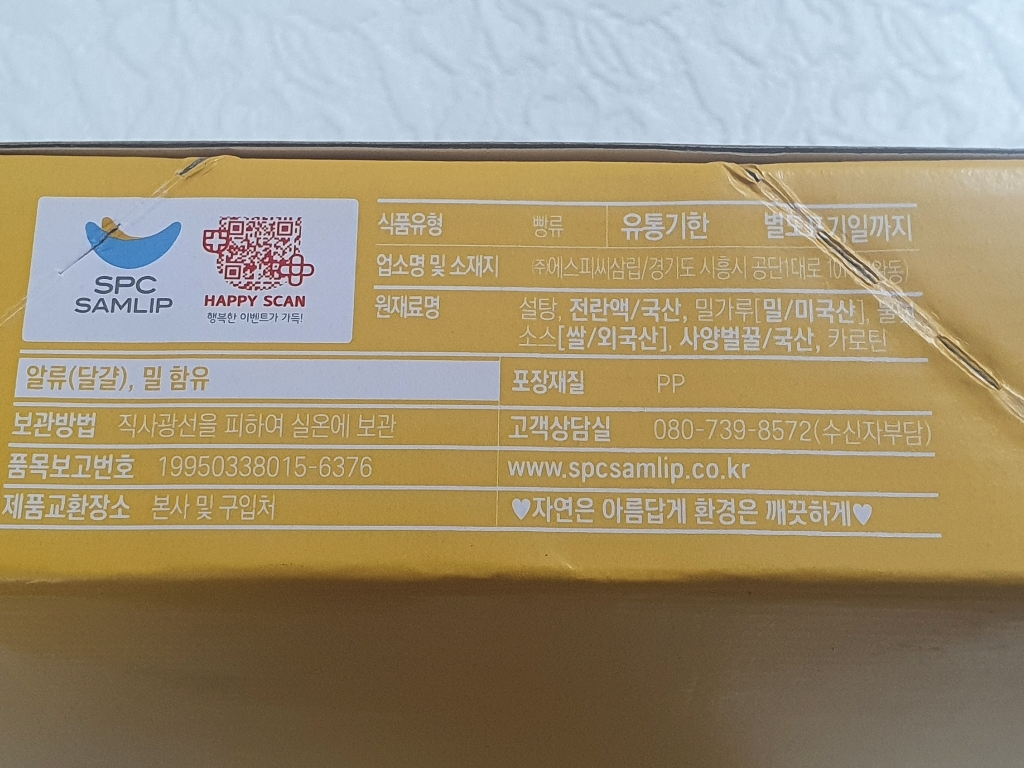 SPC
SAMLIP
HAPPY SCAN
행복한 이벤트가 가득!
식품유형 빵류 유통기한 별도표기일까지
업소명 및 소재지 ㈜에스피씨삼립/경기도 시흥시 공단1대로
원재료명 설탕, 전란액/국산, 밀가루[밀/미국산],
소스[쌀/외국산], 사양벌꿀/국산, 카로틴
알류(달걀), 밀 함유
포장재질 PP
보관방법 직사광선을 피하여 실온에 보관
고객상담실 080-739-8572(수신자부담)
품목보고번호 19950338015-6376
www.spcsamlip.co.kr
제품교환장소 본사 및 구입처
♥자연은 아름답게 환경은 깨끗하게♥